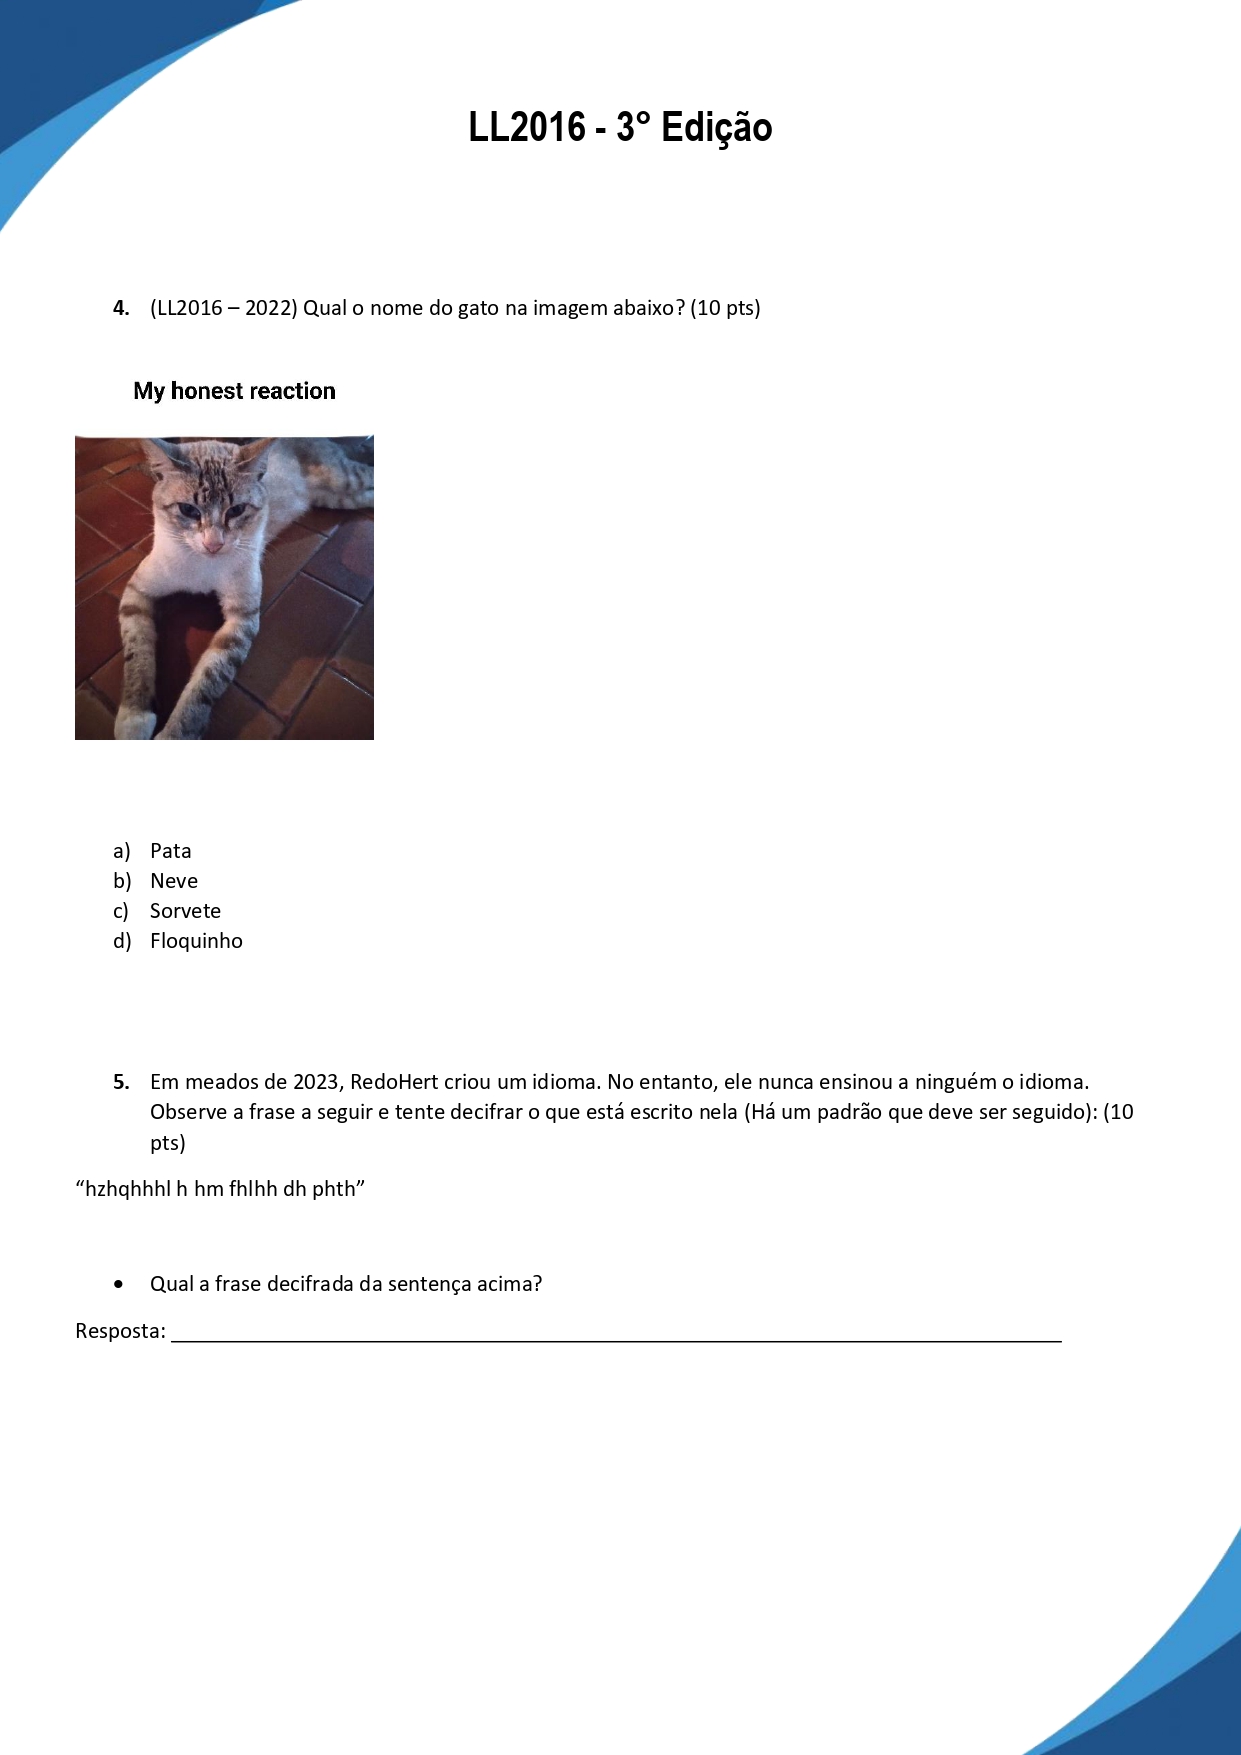 LL2016 - 3° Edição
4. (LL2016 – 2022) Qual o nome do gato na imagem abaixo? (10 pts)
My honest reaction
a) Pata
b) Neve
c) Sorvete
d) Floquinho
5. Em meados de 2023, RedoHert criou um idioma. No entanto, ele nunca ensinou a ninguém o idioma.
Observe a frase a seguir e tente decifrar o que está escrito nela (Há um padrão que deve ser seguido): (10
pts)
“hzhqhhhl h hm fhlhh dh phth”
• Qual a frase decifrada da sentença acima?
Resposta: ______________________________________________________________________________